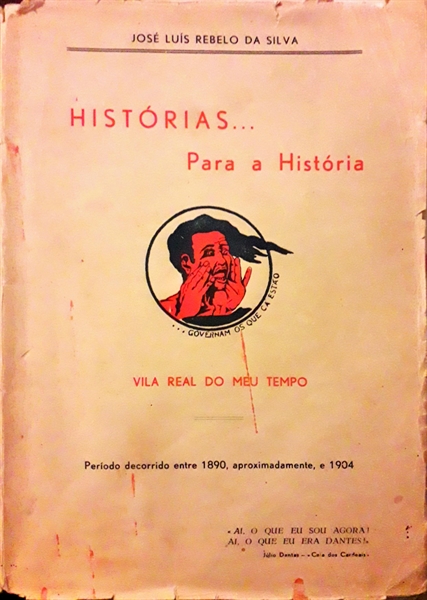 JOSÉ LUÍS REBELO DA SILVA
HISTÓRIAS...
Para a História
...GOVERNAM OS QUE CÁ ESTÃO
VILA REAL DO MEU TEMPO
Período decorrido entre 1890, aproximadamente, e 1904
«AI, O QUE EU SOU AGORA!
AI, O QUE EU ERA DANTES!»
Júlio Dantas — «Ceia dos Cardeais»